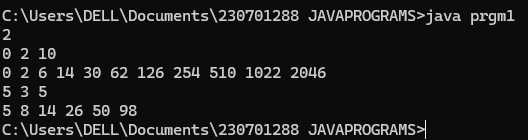 C:\Users\DELL\Documents\230701288 JAVAPROGRAMS>java prgm1
2
0 2 10
0 2 6 14 30 62 126 254 510 1022 2046
5 3 5
5 8 14 26 50 98
C:\Users\DELL\Documents\230701288 JAVAPROGRAMS>